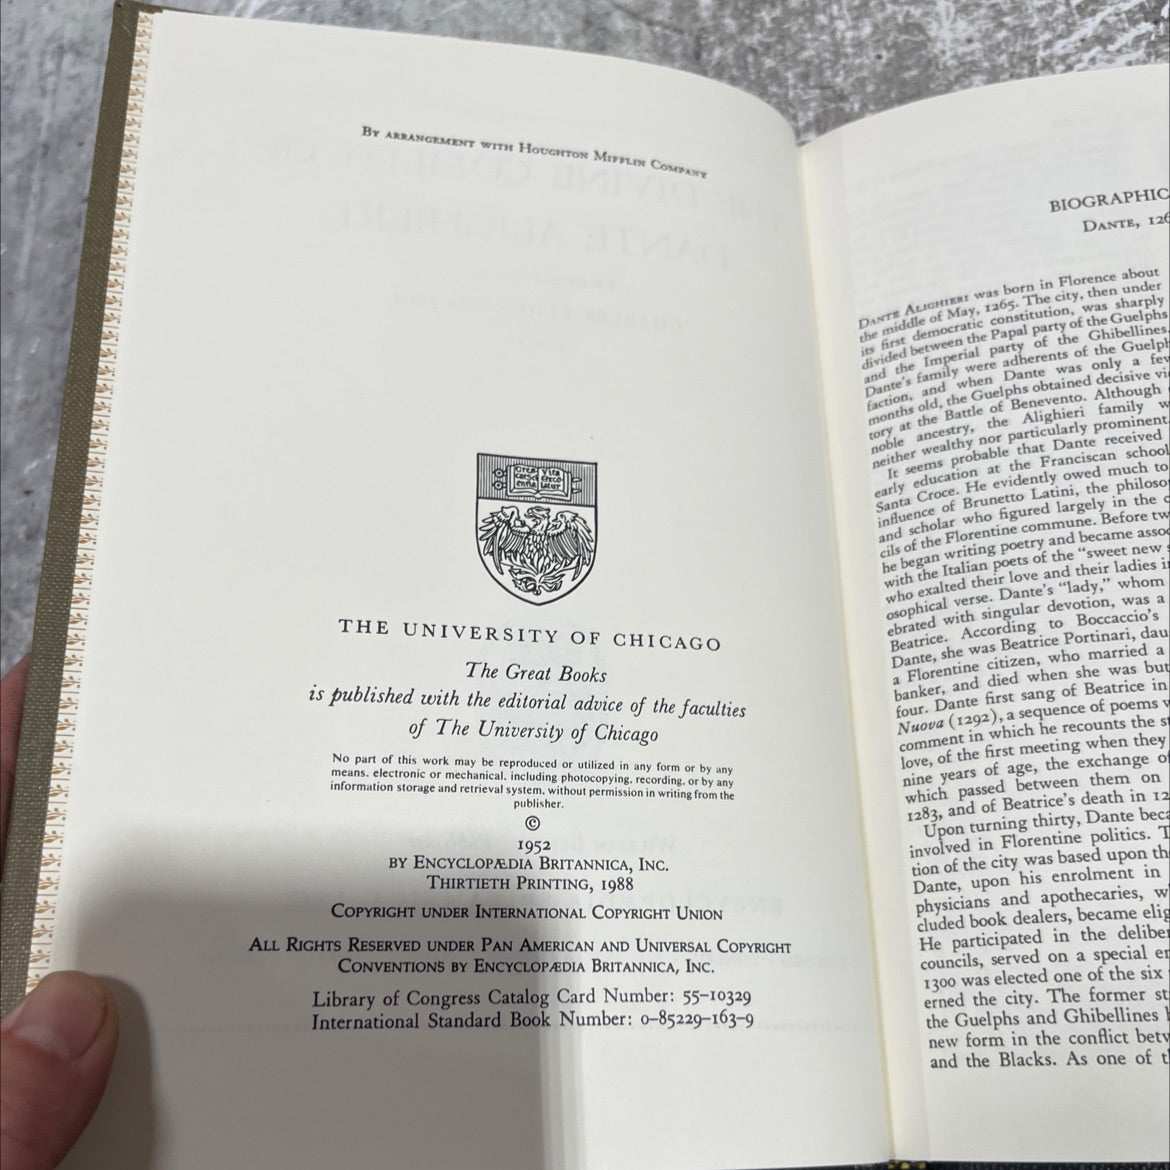 By arrangement with Houghton Mifflin Company
THE UNIVERSITY OF CHICAGO
The Great Books
is published with the editorial advice of the faculties
of The University of Chicago
No part of this work may be reproduced or utilized in any form or by any
means, electronic or mechanical, including photocopying, recording, or by any
information storage and retrieval system, without permission in writing from the
publisher.
©
1952
BY ENCYCLOPÆDIA BRITANNICA, INC.
THIRTIETH PRINTING, 1988
COPYRIGHT UNDER INTERNATIONAL COPYRIGHT UNION
ALL RIGHTS RESERVED UNDER PAN AMERICAN AND UNIVERSAL COPYRIGHT
CONVENTIONS BY ENCYCLOPÆDIA BRITANNICA, INC.
Library of Congress Catalog Card Number: 55-10329
International Standard Book Number: 0-85229-163-9
BIOGRAPHIC
DANTE, 126
DANTE ALIGHIERI was born in Florence about
the middle of May, 1265. The city, then under
its first democratic constitution, was sharply
divided between the Papal party of the Guelphs
and the Imperial party of the Ghibellines.
Dante's family were adherents of the Guelph
faction, and when Dante was only a few
months old, the Guelphs obtained decisive vic
tory at the Battle of Benevento. Although
noble ancestry, the Alighieri family w
neither wealthy nor particularly prominent.
It seems probable that Dante received
early education at the Franciscan school
Santa Croce. He evidently owed much to
influence of Brunetto Latini, the philoso
and scholar who figured largely in the c
cils of the Florentine commune. Before tw
he began writing poetry and became assoc
with the Italian poets of the "sweet new s
who exalted their love and their ladies in
osophical verse. Dante's "lady," whom
ebrated with singular devotion, was a
Beatrice. According to Boccaccio's
Dante, she was Beatrice Portinari, dau
a Florentine citizen, who married a
banker, and died when she was but
four. Dante first sang of Beatrice in
Nuova (1292), a sequence of poems w
comment in which he recounts the st
love, of the first meeting when they
nine years of age, the exchange of
which passed between them on
1283, and of Beatrice's death in 12
Upon turning thirty, Dante beca
involved in Florentine politics. T
tion of the city was based upon the
Dante, upon his enrolment in
physicians and apothecaries, w
cluded book dealers, became elig
He participated in the deliber
councils, served on a special em
1300 was elected one of the six
erned the city. The former st
the Guelphs and Ghibellines h
new form in the conflict betw
and the Blacks. As one of t